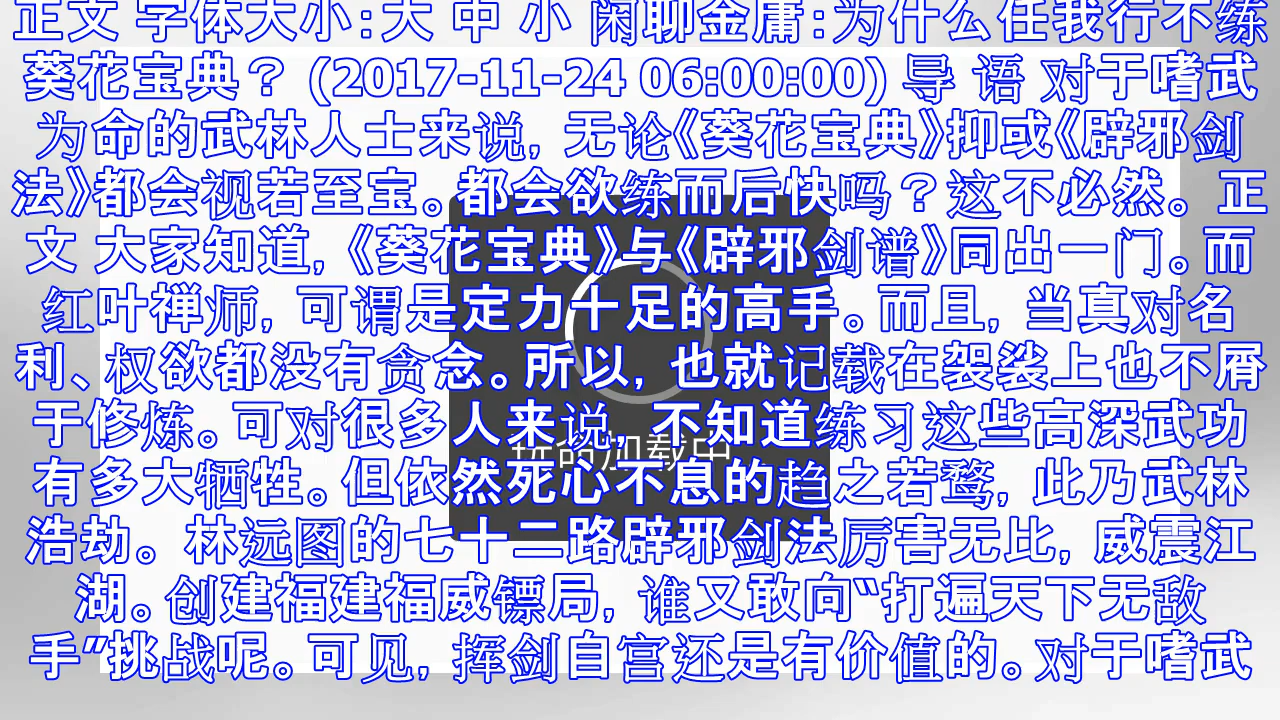 正文 字体大小:大 中 小 闲聊金庸:为什么任我行不练
葵花宝典？ (2017-11-24 06:00:00) 导 语 对于嗜武
为命的武林人士来说, 无论《葵花宝典》抑或《辟邪剑
法》都会视若至宝。都会欲练而后快吗？这不必然。 正
文 大家知道, 《葵花宝典》与《辟邪剑谱》同出一门。而
红叶禅师, 可谓是定力十足的高手。而且, 当真对名
利、权欲都没有贪念。所以, 也就记载在袈裟上也不屑
于修炼。可对很多人来说, 不知道练习这些高深武功
有多大牺牲。但依然死心不息的趋之若鹜, 此乃武林
浩劫。 林远图的七十二路辟邪剑法厉害无比, 威震江
湖。创建福建福威镖局, 谁又敢向“打遍天下无敌
手”挑战呢。可见, 挥剑自宫还是有价值的。对于嗜武
拼命加载中